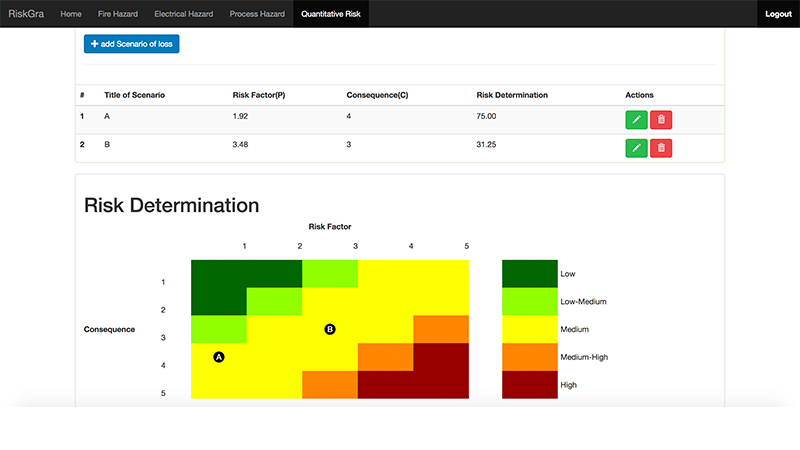 RiskGra Home Fire Hazard Electrical Hazard Process Hazard Quantitative Risk Logout
+ add Scenario of loss
# Title of Scenario Risk Factor(P) Consequence(C) Risk Determination Actions
1 A 1.92 4 75.00
2 B 3.48 3 31.25
Risk Determination
Risk Factor
1 2 3 4 5
1 Low
2 Low-Medium
Consequence 3 B Medium
4 A Medium-High
5 High